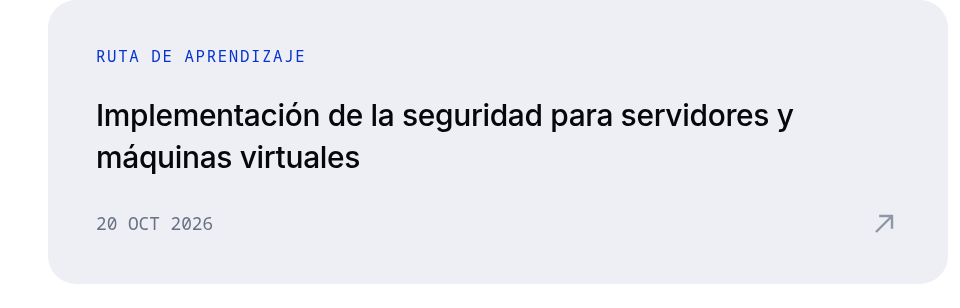 RUTA DE APRENDIZAJE
Implementación de la seguridad para servidores y
máquinas virtuales
20 OCT 2026